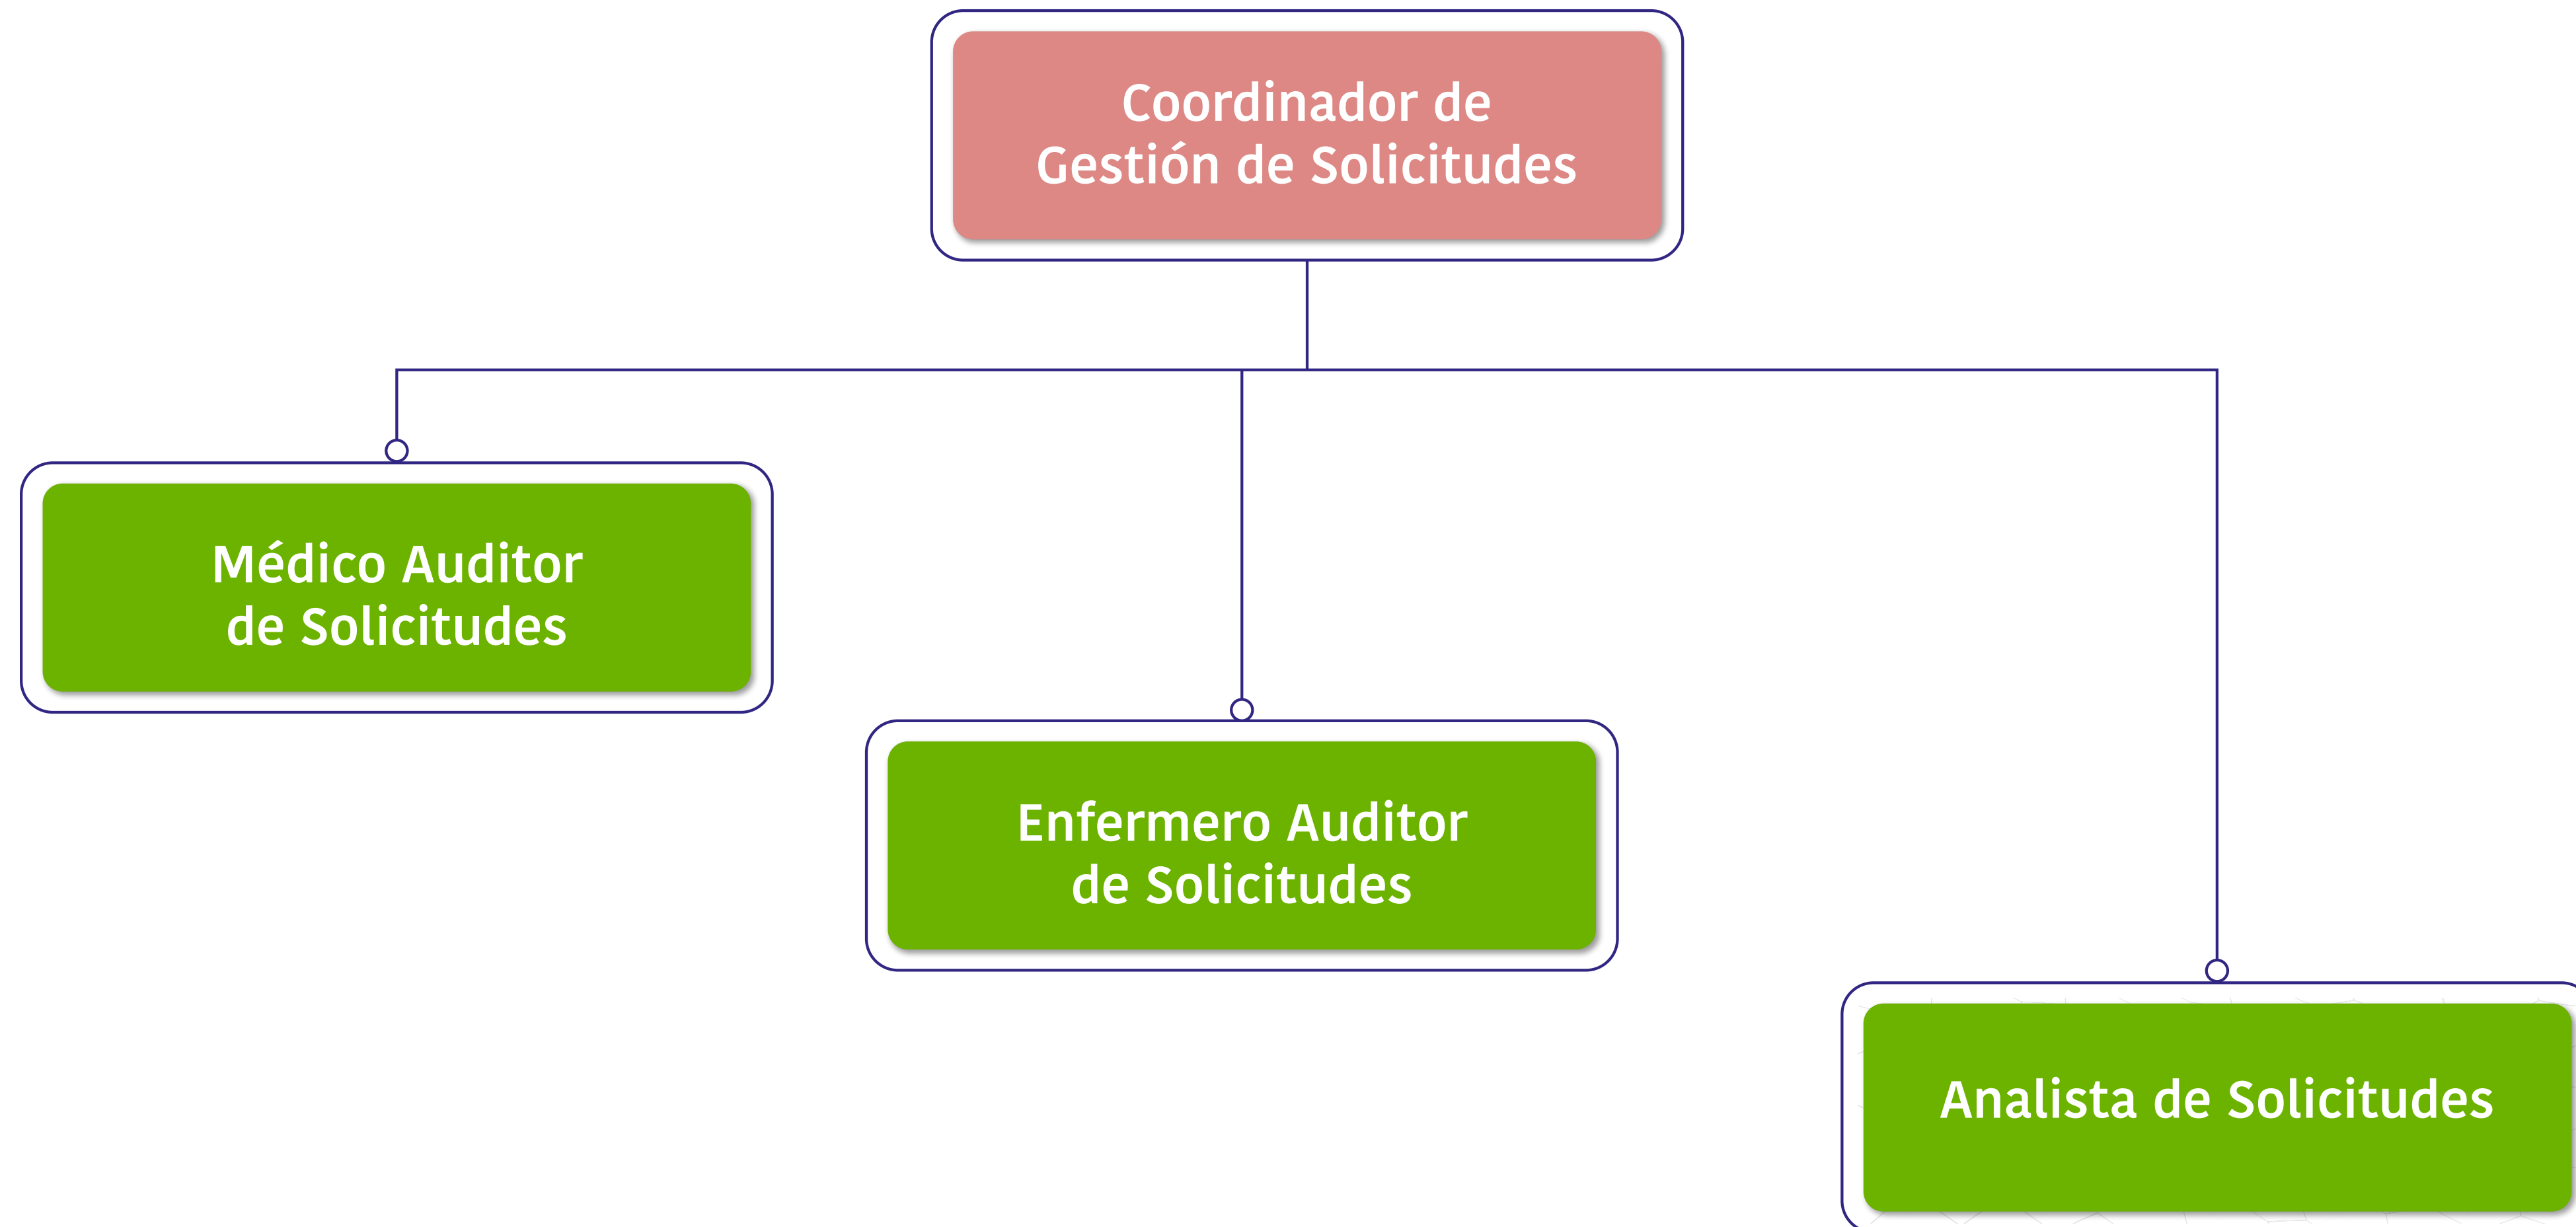 Coordinador de
Gestión de Solicitudes
Médico Auditor
de Solicitudes
Enfermero Auditor
de Solicitudes
Analista de Solicitudes